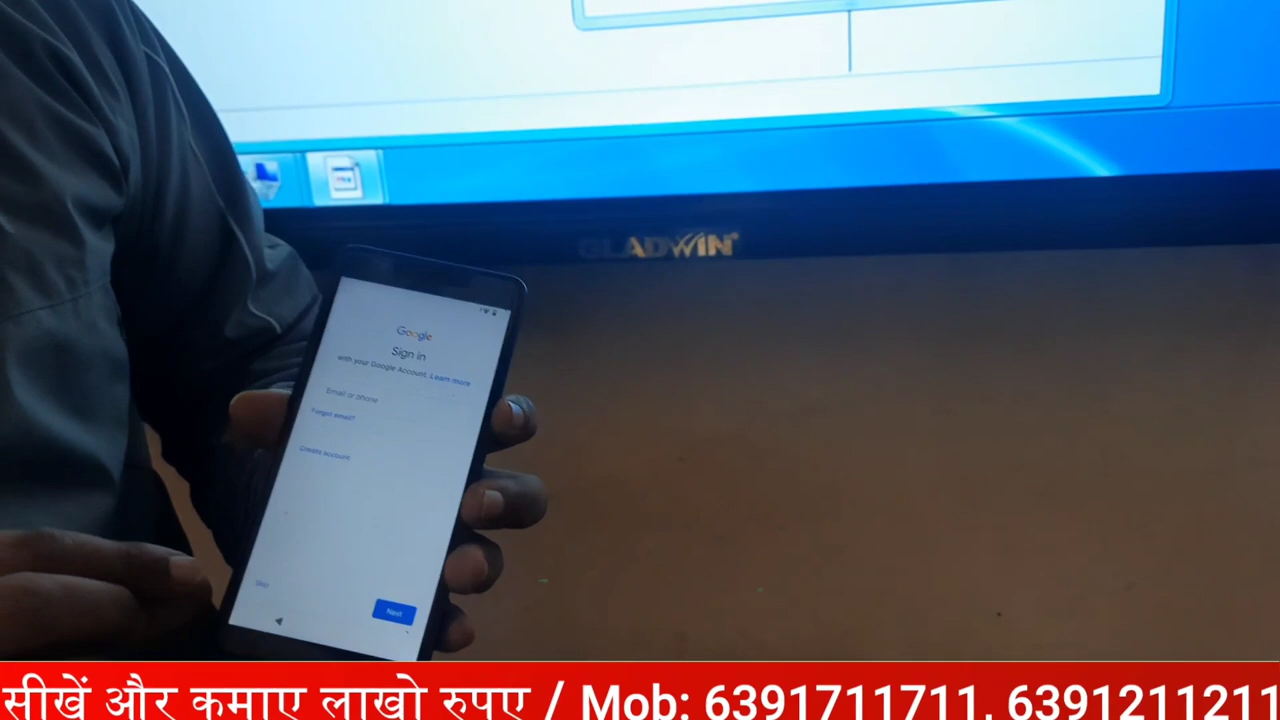 GLADWIN
Google
Sign in
with your Google Account. Learn more
Email or phone
Forgot email?
Create account
Skip
Next
सीखें और कमाए लाखो रुपए / Mob: 6391711711, 6391211211